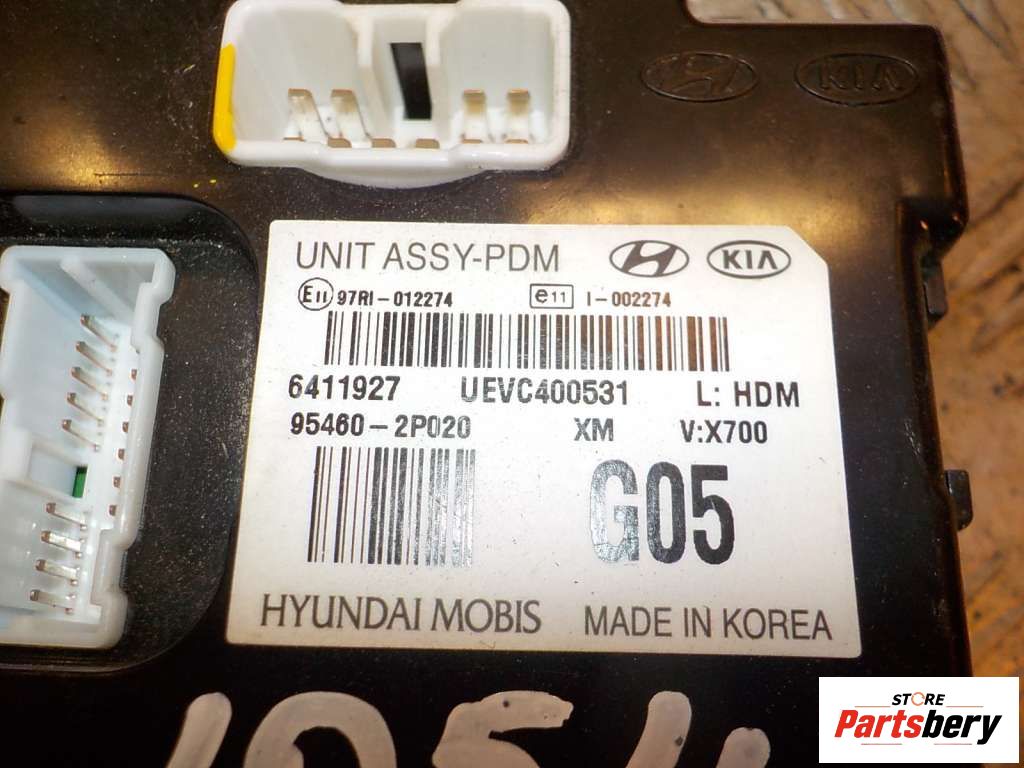 KIA
UNIT ASSY-PDM KIA
E11 97RI-012274 e11 I-002274
6411927 UEVC400531 L: HDM
95460-2P020 XM V:X700
G05
HYUNDAI MOBIS MADE IN KOREA
STORE
Partsbery